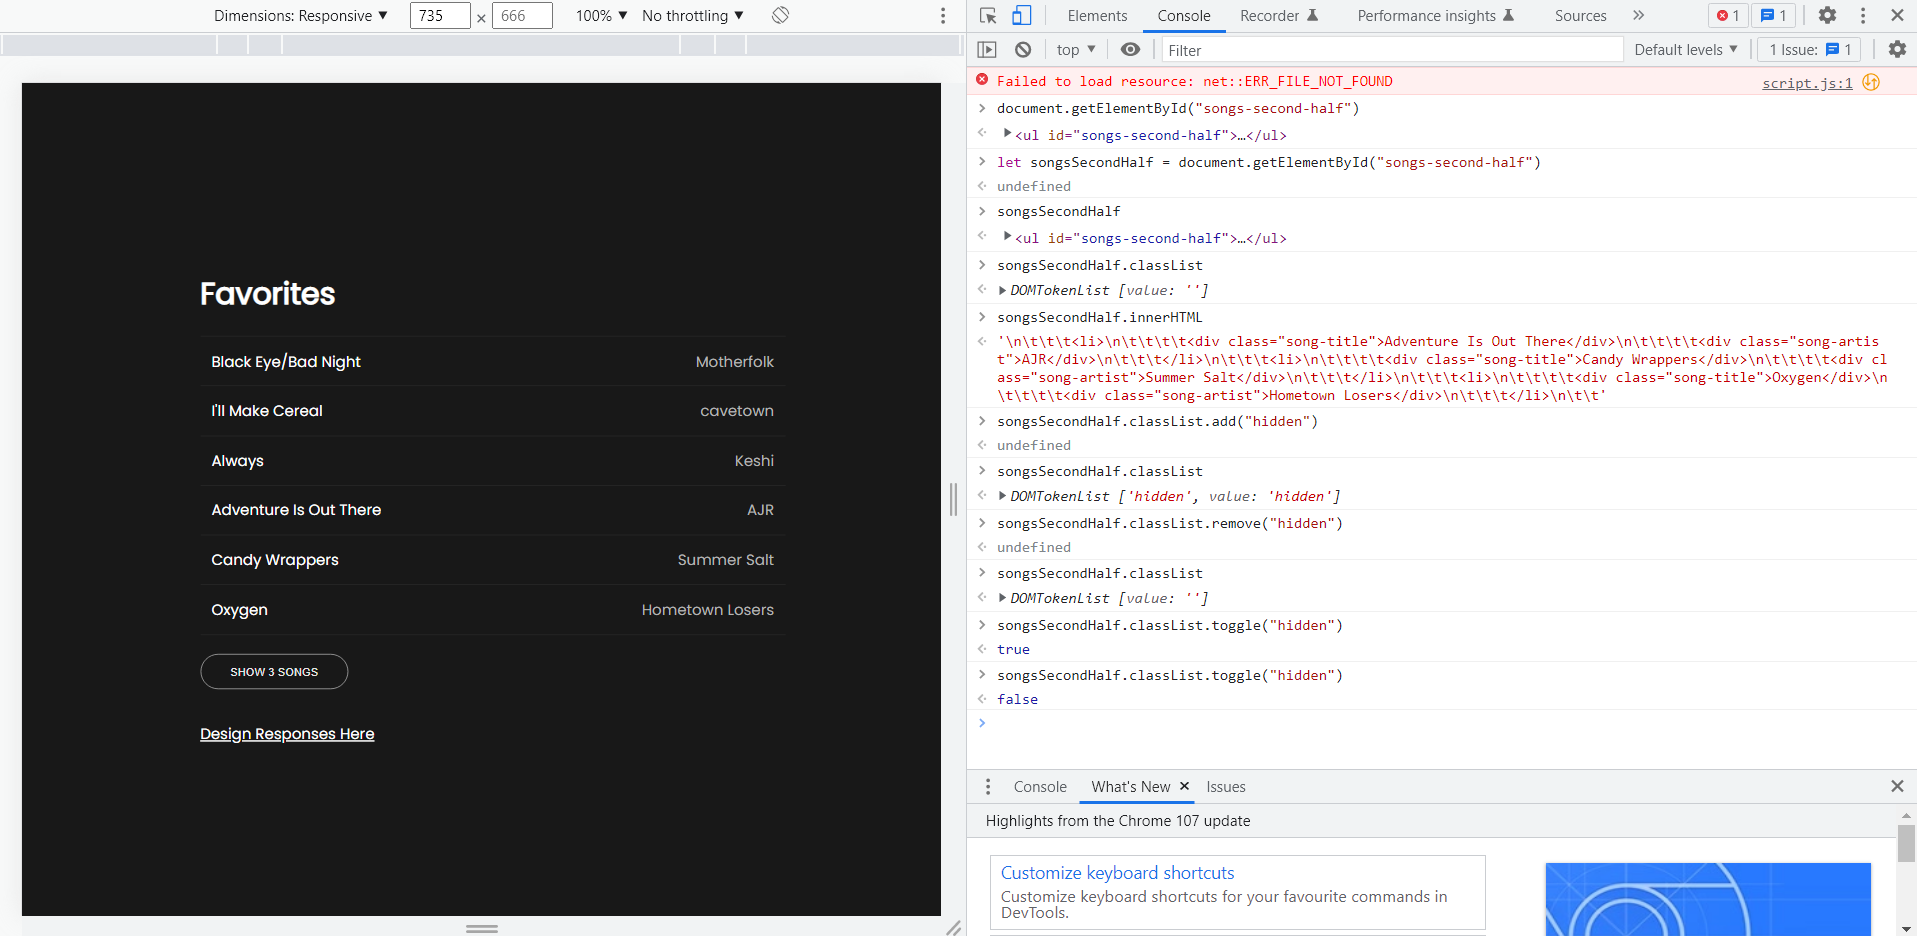 Dimensions: Responsive ▼ 735 × 666 100% ▼ No throttling ▼
Favorites
Black Eye/Bad Night Motherfolk
I'll Make Cereal cavetown
Always Keshi
Adventure Is Out There AJR
Candy Wrappers Summer Salt
Oxygen Hometown Losers
SHOW 3 SONGS
Design Responses Here
Elements Console Recorder Performance insights Sources » 1 1
top ▼ Filter Default levels ▼ 1 Issue: 1
Failed to load resource: net::ERR_FILE_NOT_FOUND script.js:1
document.getElementById("songs-second-half")
<ul id="songs-second-half">…</ul>
let songsSecondHalf = document.getElementById("songs-second-half")
undefined
songsSecondHalf
<ul id="songs-second-half">…</ul>
songsSecondHalf.classList
DOMTokenList [value: '']
songsSecondHalf.innerHTML
'\n\t\t\t<li>\n\t\t\t\t<div class="song-title">Adventure Is Out There</div>\n\t\t\t\t<div class="song-artis
t">AJR</div>\n\t\t\t</li>\n\t\t\t<li>\n\t\t\t\t<div class="song-title">Candy Wrappers</div>\n\t\t\t\t<div cl
ass="song-artist">Summer Salt</div>\n\t\t\t</li>\n\t\t\t<li>\n\t\t\t\t<div class="song-title">Oxygen</div>\n
\t\t\t\t<div class="song-artist">Hometown Losers</div>\n\t\t\t</li>\n\t\t'
songsSecondHalf.classList.add("hidden")
undefined
songsSecondHalf.classList
DOMTokenList ['hidden', value: 'hidden']
songsSecondHalf.classList.remove("hidden")
undefined
songsSecondHalf.classList
DOMTokenList [value: '']
songsSecondHalf.classList.toggle("hidden")
true
songsSecondHalf.classList.toggle("hidden")
false
Console What's New × Issues
Highlights from the Chrome 107 update
Customize keyboard shortcuts
Customize keyboard shortcuts for your favourite commands in
DevTools.